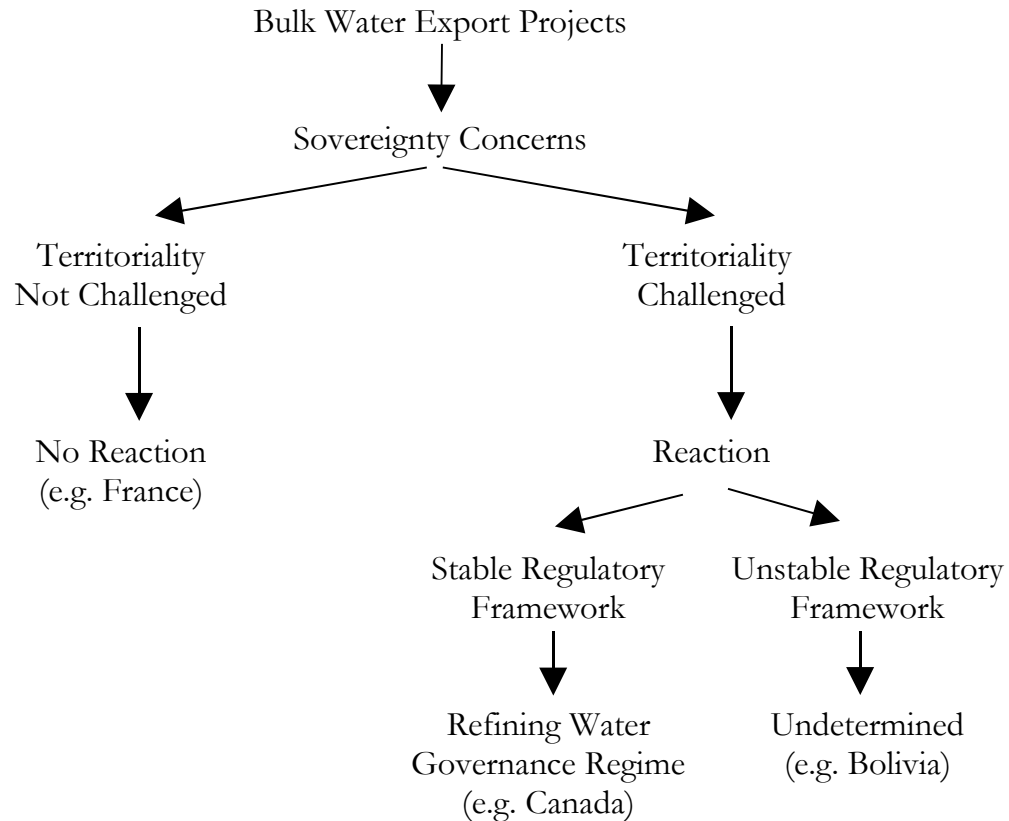 Bulk Water Export Projects
Sovereignty Concerns
Territoriality
Not Challenged
Territoriality
Challenged
No Reaction
(e.g. France)
Reaction
Stable Regulatory
Framework
Unstable Regulatory
Framework
Refining Water
Governance Regime
(e.g. Canada)
Undetermined
(e.g. Bolivia)